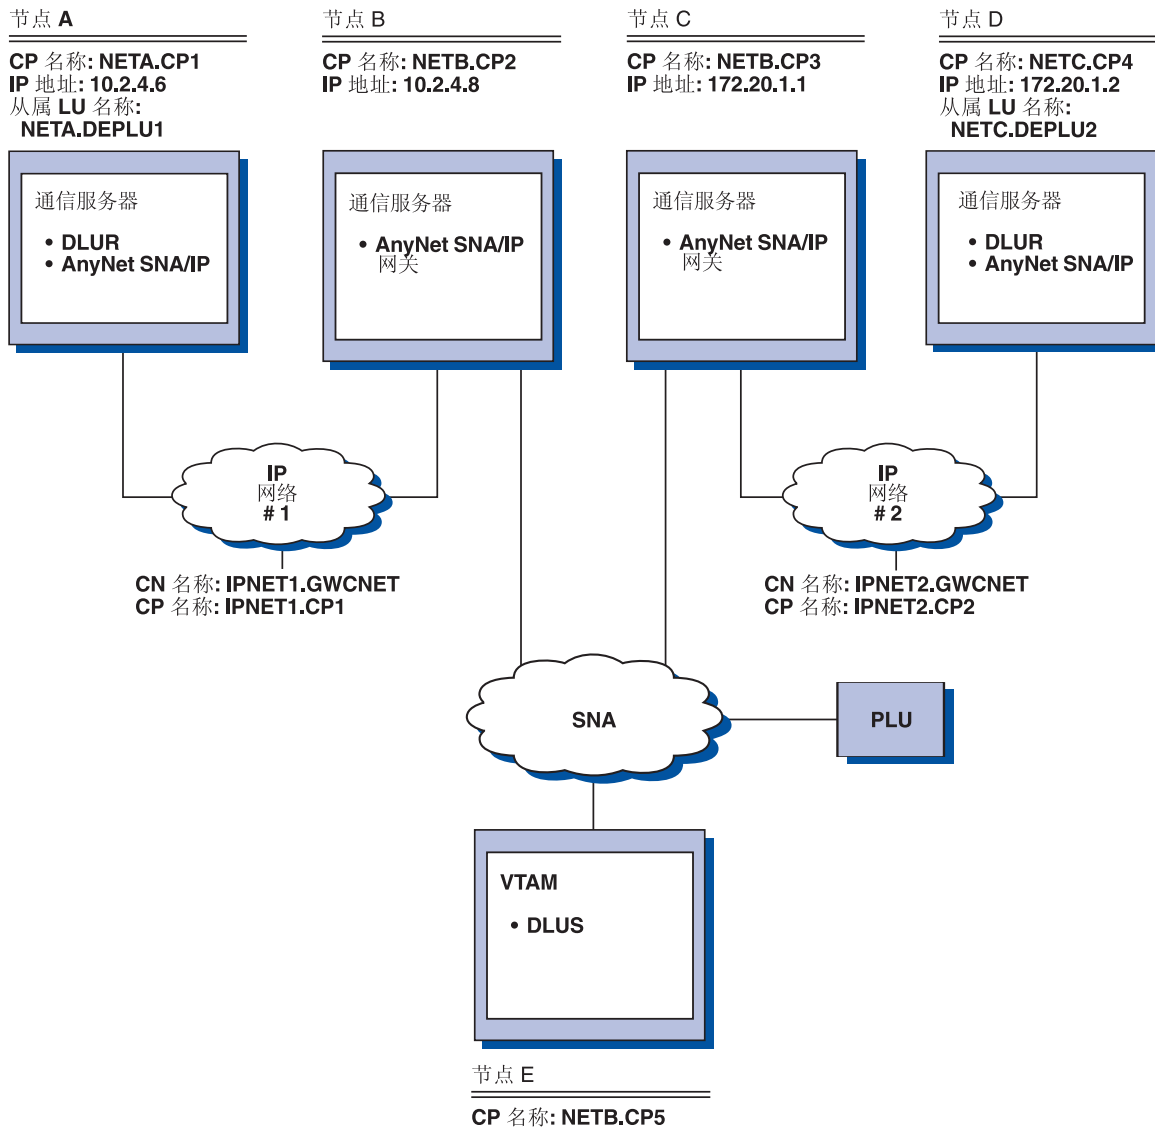 节点 A
CP 名称: NETA.CP1
IP 地址: 10.2.4.6
从属 LU 名称:
NETA.DEPLU1
通信服务器
• DLUR
• AnyNet SNA/IP
节点 B
CP 名称: NETB.CP2
IP 地址: 10.2.4.8
通信服务器
• AnyNet SNA/IP
网关
节点 C
CP 名称: NETB.CP3
IP 地址: 172.20.1.1
通信服务器
• AnyNet SNA/IP
网关
节点 D
CP 名称: NETC.CP4
IP 地址: 172.20.1.2
从属 LU 名称:
NETC.DEPLU2
通信服务器
• DLUR
• AnyNet SNA/IP
IP
网络
# 1
CN 名称: IPNET1.GWCNET
CP 名称: IPNET1.CP1
IP
网络
# 2
CN 名称: IPNET2.GWCNET
CP 名称: IPNET2.CP2
SNA
PLU
VTAM
• DLUS
节点 E
CP 名称: NETB.CP5